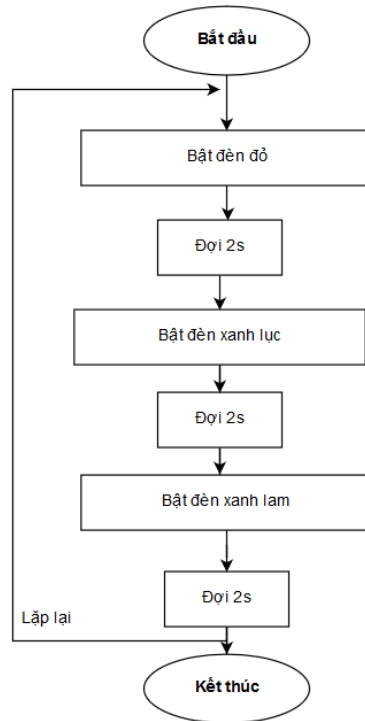 Bắt đầu
Bật đèn đỏ
Đợi 2s
Bật đèn xanh lục
Đợi 2s
Bật đèn xanh lam
Đợi 2s
Lặp lại
Kết thúc